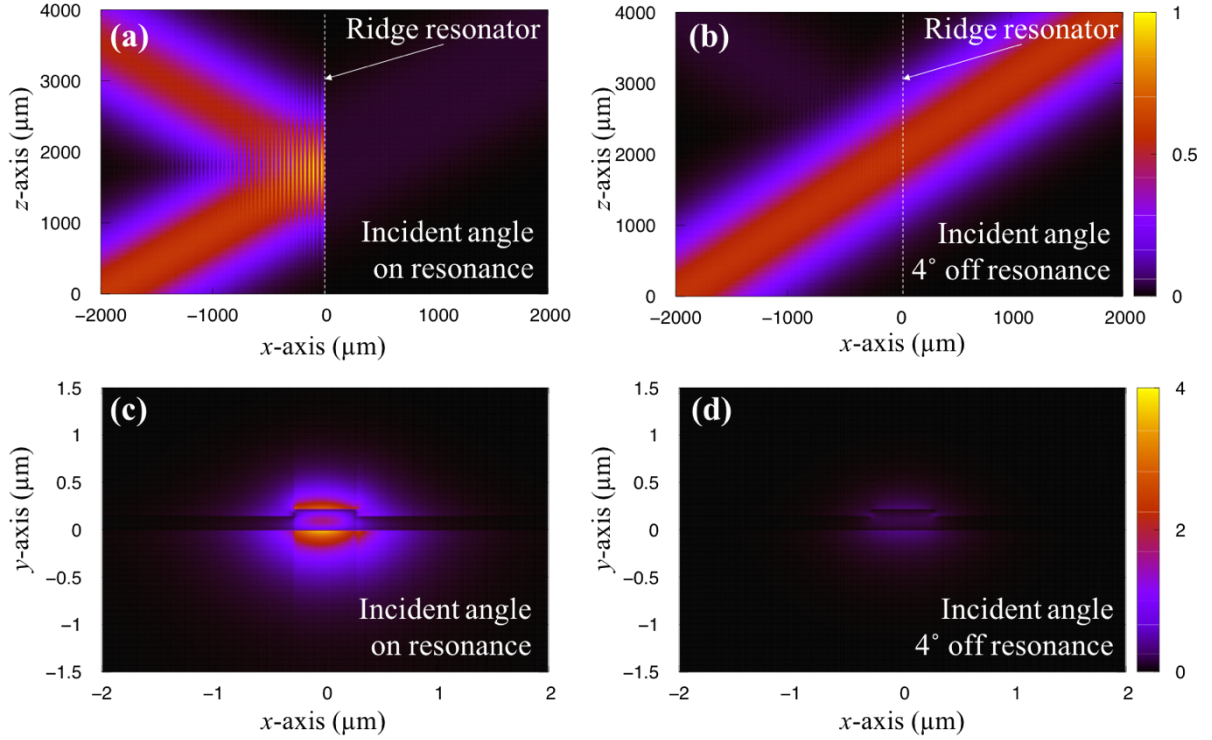 (a)
Ridge resonator
Incident angle
on resonance
4000
3000
2000
1000
0
z-axis (μm)
−2000 −1000 0 1000 2000
x-axis (μm)
(b)
Ridge resonator
Incident angle
4° off resonance
4000
3000
2000
1000
0
z-axis (μm)
−2000 −1000 0 1000 2000
x-axis (μm)
1
0.5
0
(c)
Incident angle
on resonance
1.5
1
0.5
0
−0.5
−1
−1.5
y-axis (μm)
−2 −1 0 1 2
x-axis (μm)
(d)
Incident angle
4° off resonance
1.5
1
0.5
0
−0.5
−1
−1.5
y-axis (μm)
−2 −1 0 1 2
x-axis (μm)
4
2
0